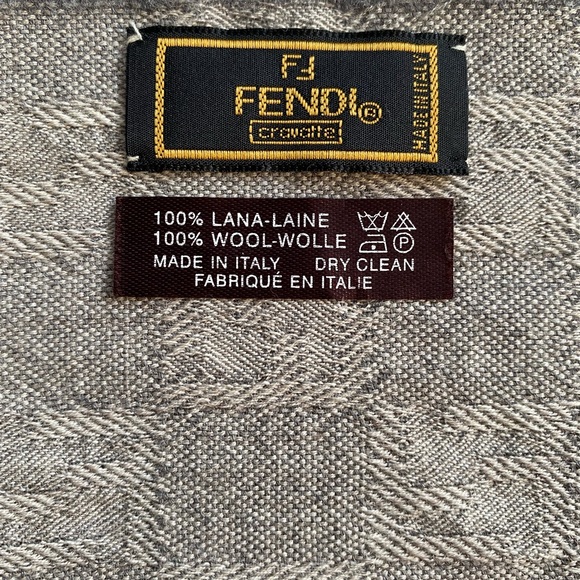 FF
FENDI®
cravatte
MADE IN ITALY
100% LANA-LAINE
100% WOOL-WOLLE
P
MADE IN ITALY DRY CLEAN
FABRIQUÉ EN ITALIE